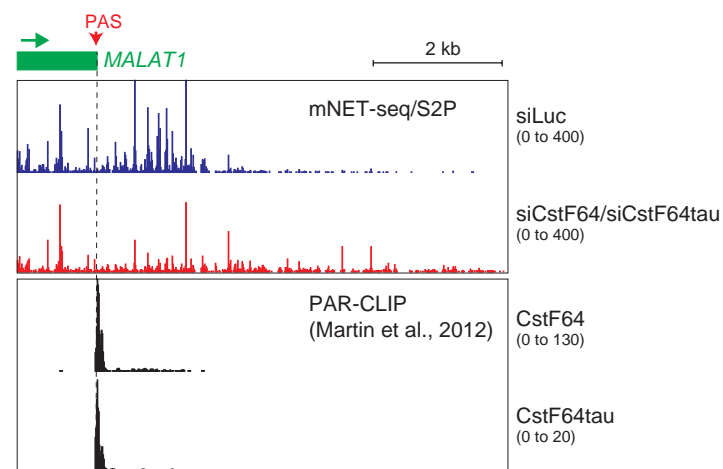 PAS
MALAT1
2 kb
mNET-seq/S2P
siLuc
(0 to 400)
siCstF64/siCstF64tau
(0 to 400)
PAR-CLIP
(Martin et al., 2012)
CstF64
(0 to 130)
CstF64tau
(0 to 20)